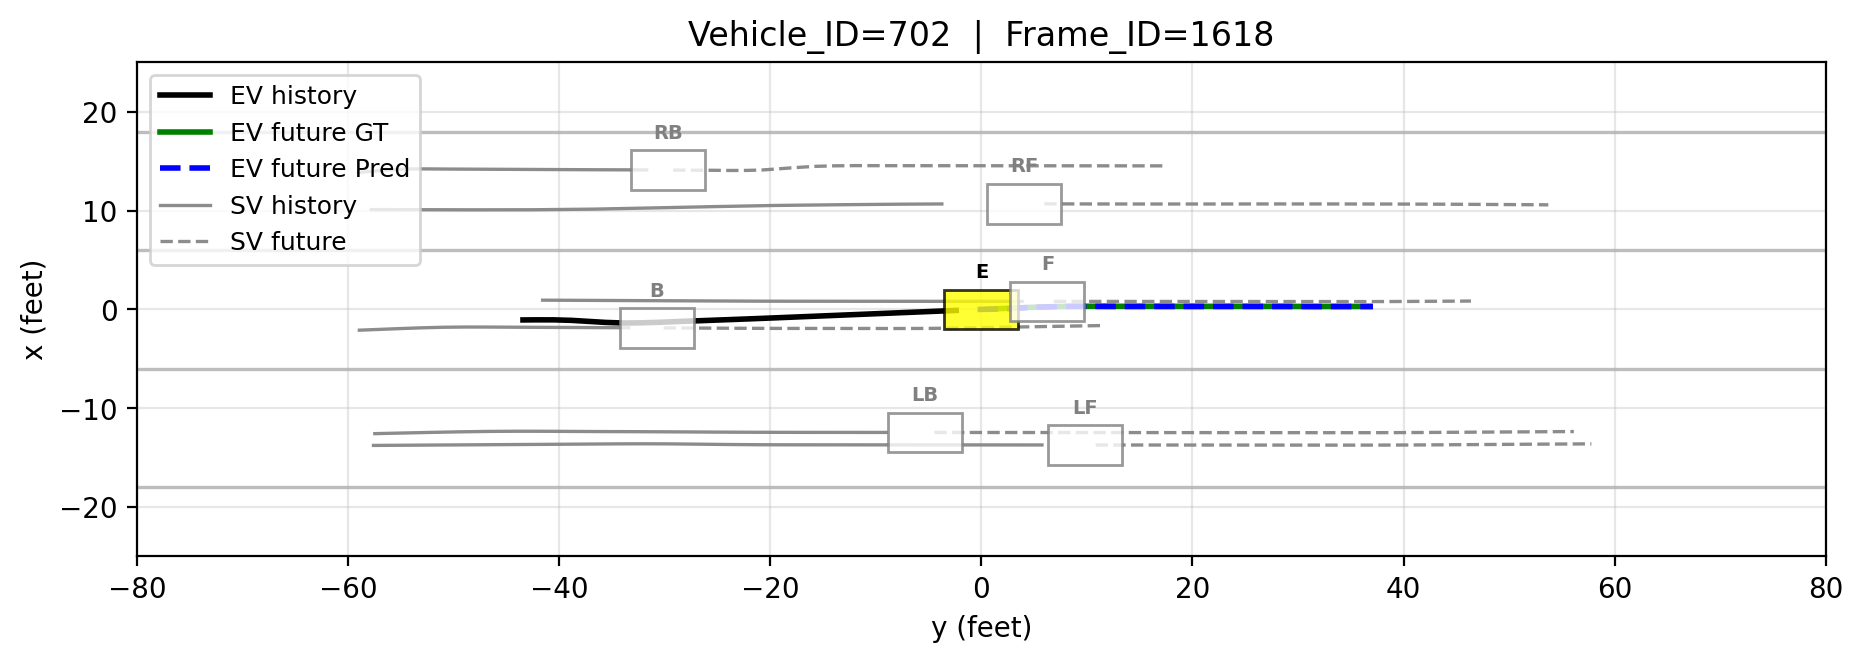 Vehicle_ID=702 | Frame_ID=1618
EV history
EV future GT
EV future Pred
SV history
SV future
RB
RF
E
F
B
LB
LF
20
10
0
−10
−20
x (feet)
−80
−60
−40
−20
0
20
40
60
80
y (feet)